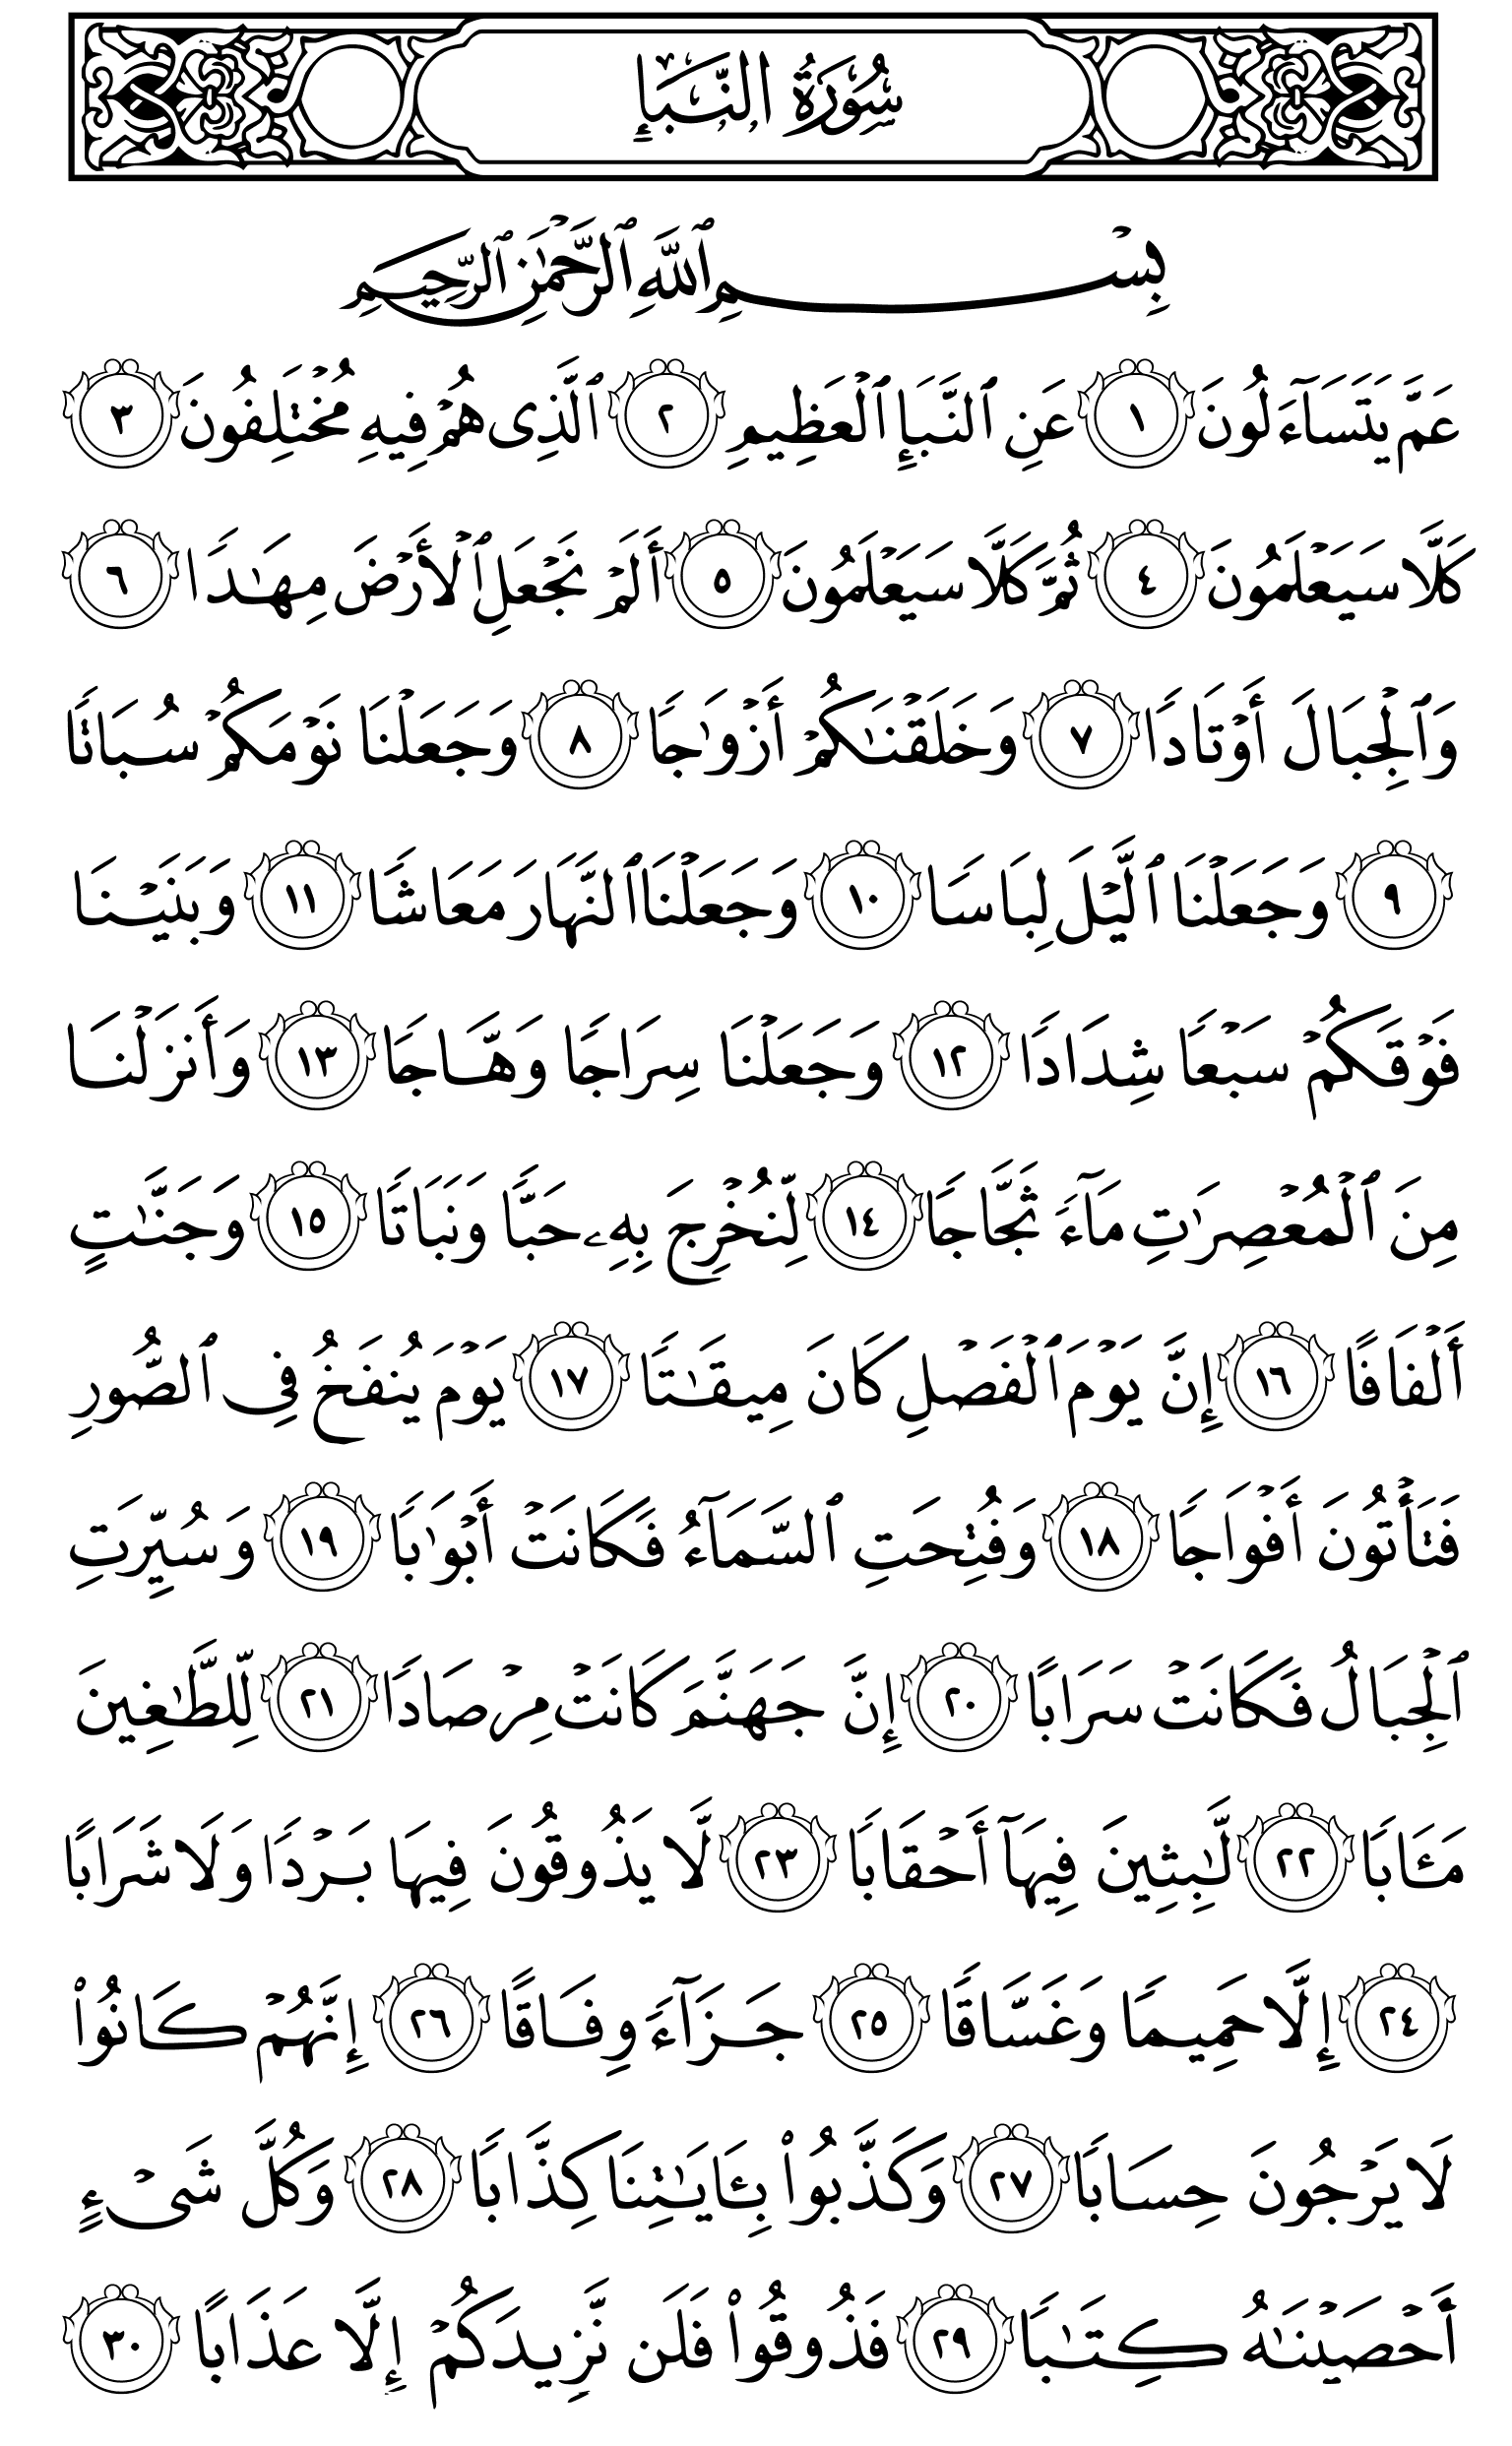 سُورَةُ النَّبَإِ
بِسْمِ ٱللَّهِ ٱلرَّحْمَٰنِ ٱلرَّحِيمِ
عَمَّ يَتَسَآءَلُونَ ١ عَنِ ٱلنَّبَإِ ٱلْعَظِيمِ ٢ ٱلَّذِى هُمْ فِيهِ مُخْتَلِفُونَ ٣
كَلَّا سَيَعْلَمُونَ ٤ ثُمَّ كَلَّا سَيَعْلَمُونَ ٥ أَلَمْ نَجْعَلِ ٱلْأَرْضَ مِهَٰدًا ٦
وَٱلْجِبَالَ أَوْتَادًا ٧ وَخَلَقْنَٰكُمْ أَزْوَٰجًا ٨ وَجَعَلْنَا نَوْمَكُمْ سُبَاتًا
٩ وَجَعَلْنَا ٱلَّيْلَ لِبَاسًا ١٠ وَجَعَلْنَا ٱلنَّهَارَ مَعَاشًا ١١ وَبَنَيْنَا
فَوْقَكُمْ سَبْعًا شِدَادًا ١٢ وَجَعَلْنَا سِرَاجًا وَهَّاجًا ١٣ وَأَنزَلْنَا
مِنَ ٱلْمُعْصِرَٰتِ مَآءً ثَجَّاجًا ١٤ لِّنُخْرِجَ بِهِۦ حَبًّا وَنَبَاتًا ١٥ وَجَنَّٰتٍ
أَلْفَافًا ١٦ إِنَّ يَوْمَ ٱلْفَصْلِ كَانَ مِيقَٰتًا ١٧ يَوْمَ يُنفَخُ فِى ٱلصُّورِ
فَتَأْتُونَ أَفْوَاجًا ١٨ وَفُتِحَتِ ٱلسَّمَآءُ فَكَانَتْ أَبْوَٰبًا ١٩ وَسُيِّرَتِ
ٱلْجِبَالُ فَكَانَتْ سَرَابًا ٢٠ إِنَّ جَهَنَّمَ كَانَتْ مِرْصَادًا ٢١ لِّلطَّٰغِينَ
مَـَٔابًا ٢٢ لَّٰبِثِينَ فِيهَآ أَحْقَابًا ٢٣ لَّا يَذُوقُونَ فِيهَا بَرْدًا وَلَا شَرَابًا
٢٤ إِلَّا حَمِيمًا وَغَسَّاقًا ٢٥ جَزَآءً وِفَاقًا ٢٦ إِنَّهُمْ كَانُوا۟
لَا يَرْجُونَ حِسَابًا ٢٧ وَكَذَّبُوا۟ بِـَٔايَٰتِنَا كِذَّابًا ٢٨ وَكُلَّ شَىْءٍ
أَحْصَيْنَٰهُ كِتَٰبًا ٢٩ فَذُوقُوا۟ فَلَن نَّزِيدَكُمْ إِلَّا عَذَابًا ٣٠